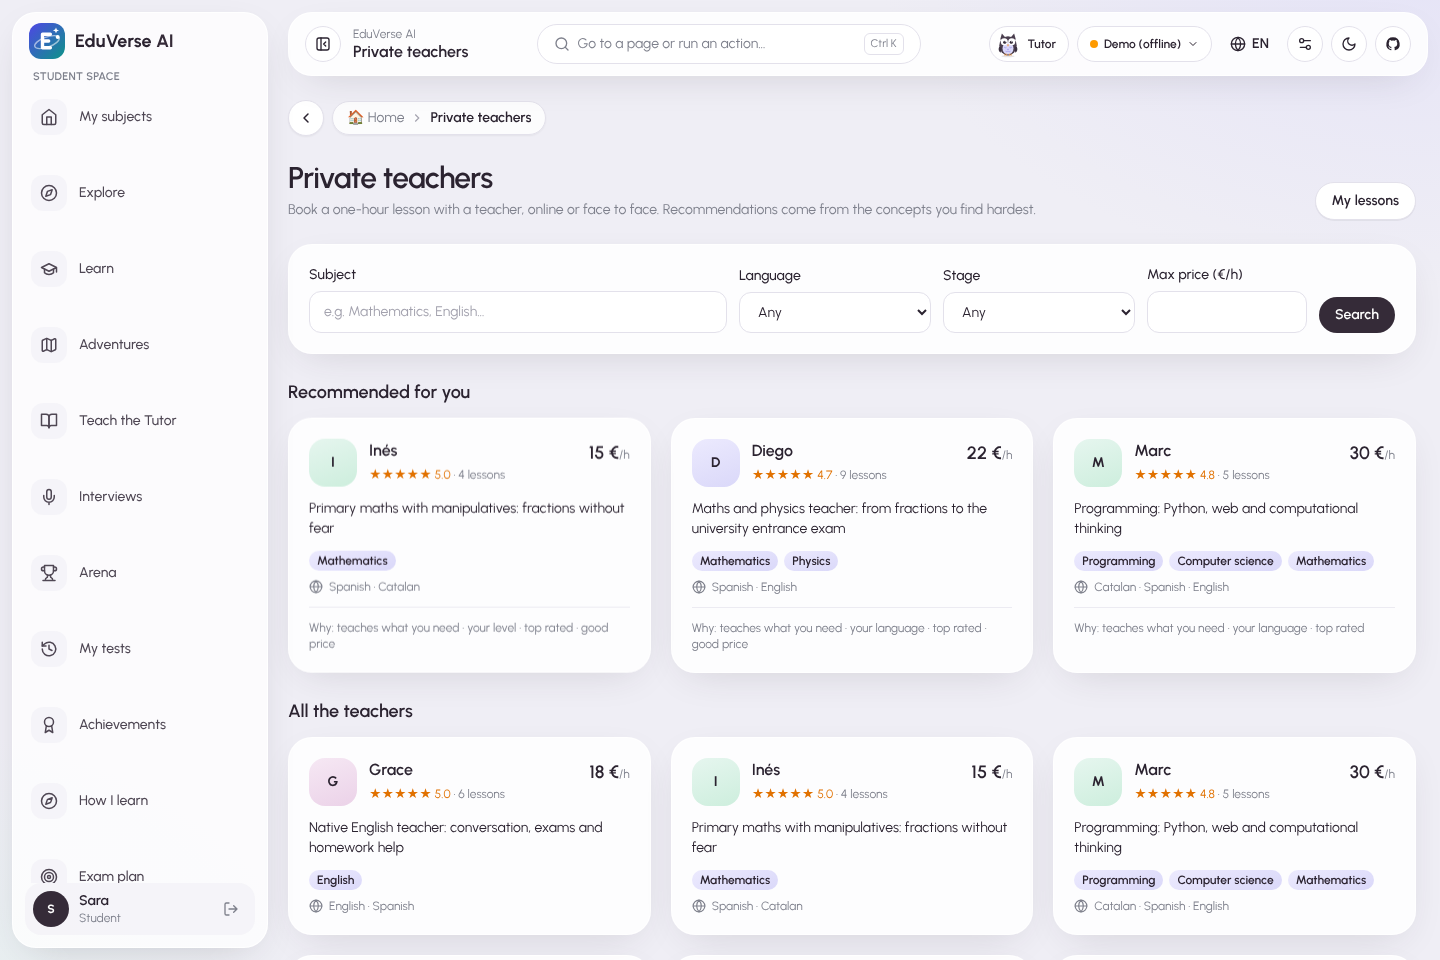 EduVerse AI
STUDENT SPACE
My subjects
Explore
Learn
Adventures
Teach the Tutor
Interviews
Arena
My tests
Achievements
How I learn
Exam plan
S
Sara
Student
EduVerse AI
Private teachers
Go to a page or run an action...
Ctrl K
Tutor
Demo (offline)
EN
Home
Private teachers
Private teachers
Book a one-hour lesson with a teacher, online or face to face. Recommendations come from the concepts you find hardest.
My lessons
Subject
e.g. Mathematics, English...
Language
Any
Stage
Any
Max price (€/h)
Search
Recommended for you
I
Inés
15 €/h
★★★★★ 5.0 · 4 lessons
Primary maths with manipulatives: fractions without
fear
Mathematics
Spanish · Catalan
Why: teaches what you need · your level · top rated · good
price
D
Diego
22 €/h
★★★★★ 4.7 · 9 lessons
Maths and physics teacher: from fractions to the
university entrance exam
Mathematics Physics
Spanish · English
Why: teaches what you need · your language · top rated ·
good price
M
Marc
30 €/h
★★★★★ 4.8 · 5 lessons
Programming: Python, web and computational
thinking
Programming Computer science Mathematics
Catalan · Spanish · English
Why: teaches what you need · your language · top rated
All the teachers
G
Grace
18 €/h
★★★★★ 5.0 · 6 lessons
Native English teacher: conversation, exams and
homework help
English
English · Spanish
I
Inés
15 €/h
★★★★★ 5.0 · 4 lessons
Primary maths with manipulatives: fractions without
fear
Mathematics
Spanish · Catalan
M
Marc
30 €/h
★★★★★ 4.8 · 5 lessons
Programming: Python, web and computational
thinking
Programming Computer science Mathematics
Catalan · Spanish · English